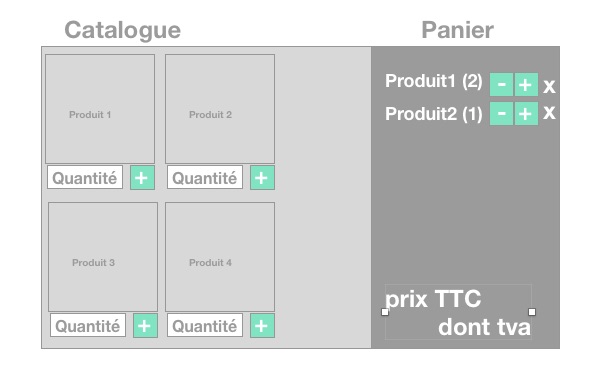 Catalogue
Panier
Produit 1
Produit 2
Quantité +
Quantité +
Produit 3
Produit 4
Quantité +
Quantité +
Produit1 (2) - + x
Produit2 (1) - + x
prix TTC
dont tva